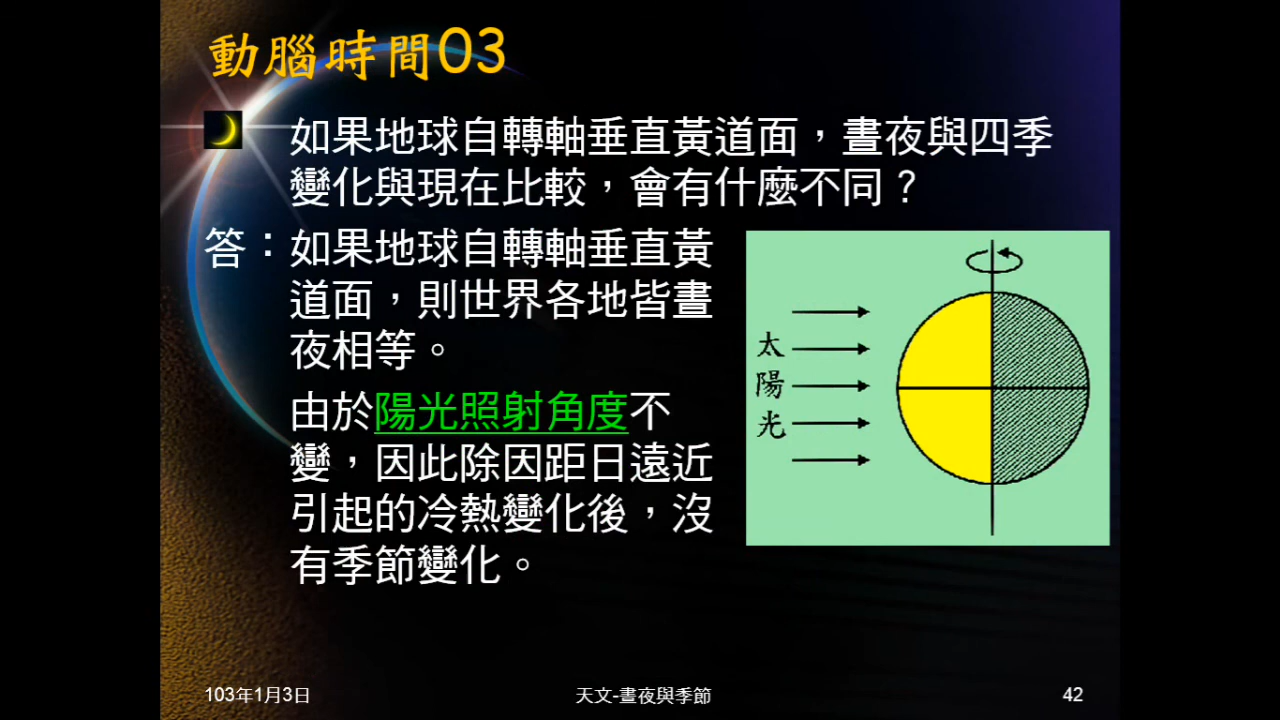 動腦時間03
如果地球自轉軸垂直黃道面，晝夜與四季
變化與現在比較，會有什麼不同？
答：如果地球自轉軸垂直黃
道面，則世界各地皆晝
夜相等。
由於陽光照射角度不
變，因此除因距日遠近
引起的冷熱變化後，沒
有季節變化。
太陽光
103年1月3日
天文-晝夜與季節
42